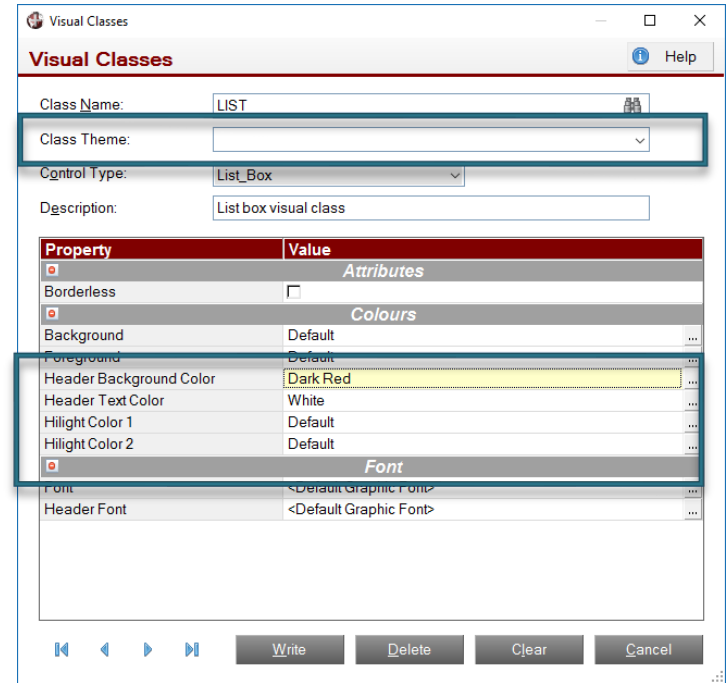 Visual Classes
Visual Classes
Help
Class Name: LIST
Class Theme:
Control Type: List_Box
Description: List box visual class
Property Value
Attributes
Borderless
Colours
Background Default ...
Foreground Default ...
Header Background Color Dark Red ...
Header Text Color White ...
Hilight Color 1 Default ...
Hilight Color 2 Default ...
Font
Font <Default Graphic Font> ...
Header Font <Default Graphic Font> ...
Write Delete Clear Cancel